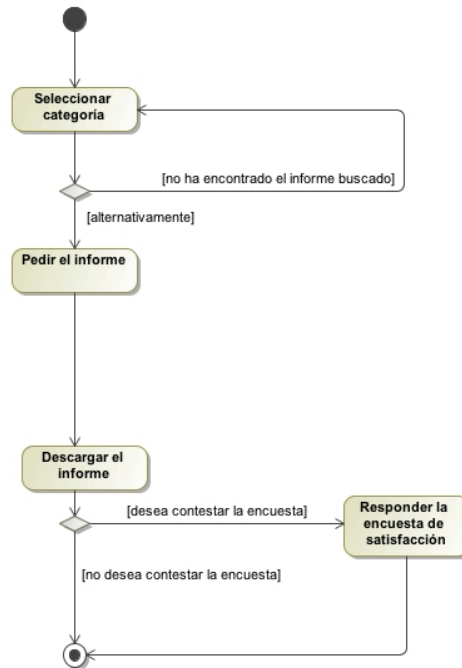 Seleccionar
categoría
[no ha encontrado el informe buscado]
[alternativamente]
Pedir el informe
Descargar el
informe
[desea contestar la encuesta]
Responder la
encuesta de
satisfacción
[no desea contestar la encuesta]